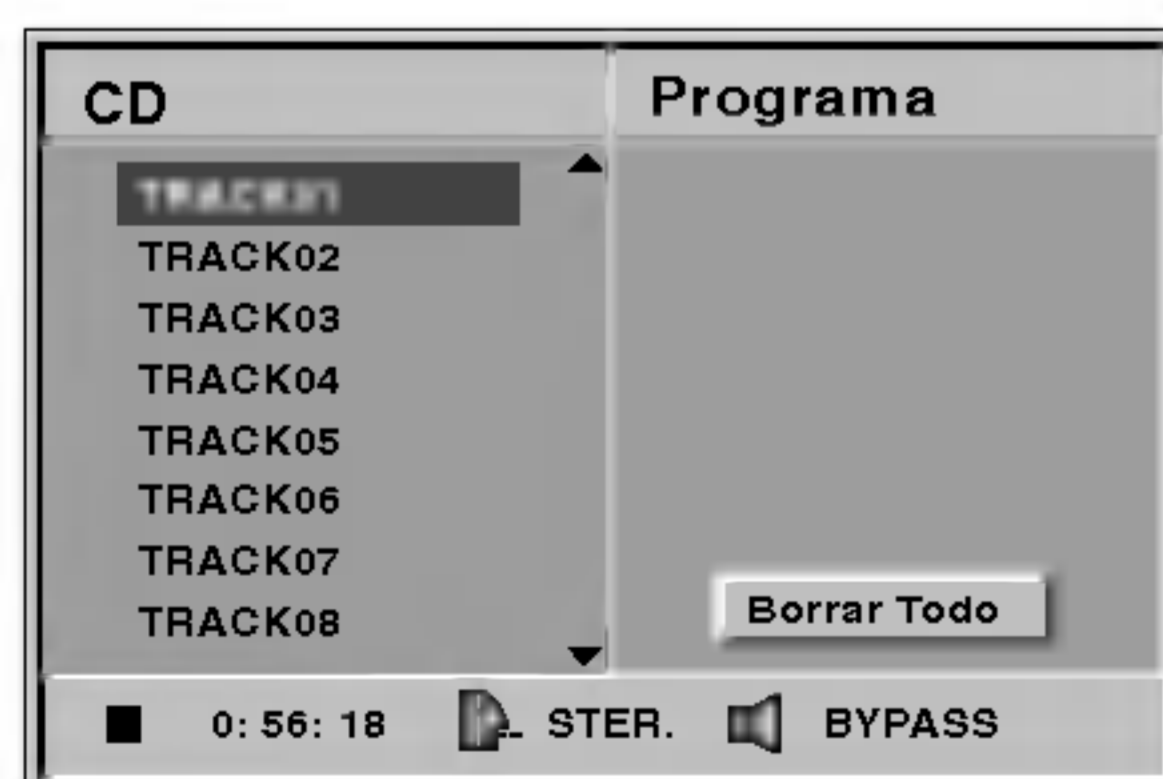 CD
Programa
TRACK02
TRACK03
TRACK04
TRACK05
TRACK06
TRACK07
TRACK08
Borrar Todo
0: 56: 18 STER. BYPASS